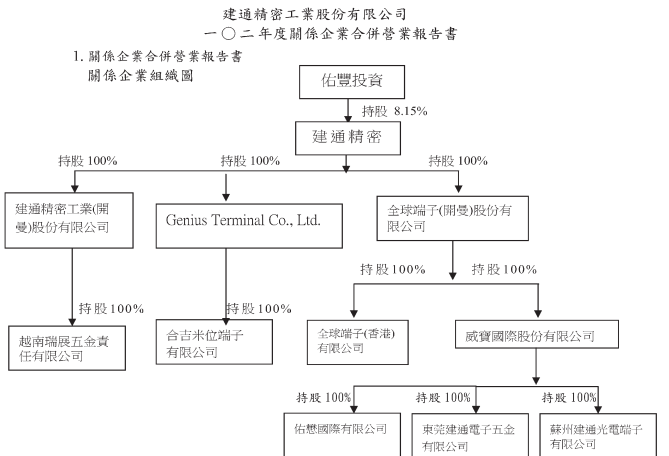 建通精密工業股份有限公司
一〇二年度關係企業合併營業報告書
1. 關係企業合併營業報告書
關係企業組織圖
佑豐投資
持股 8.15%
建通精密
持股 100%
持股 100%
持股 100%
建通精密工業(開
曼)股份有限公司
Genius Terminal Co., Ltd.
全球端子(開曼)股份有
限公司
持股 100%
持股 100%
持股100%
持股100%
越南瑞展五金責
任有限公司
合吉米位端子
有限公司
全球端子(香港)
有限公司
威寶國際股份有限公司
持股 100%
持股 100%
持股 100%
佑懋國際有限公司
東莞建通電子五金
有限公司
蘇州建通光電端子
有限公司